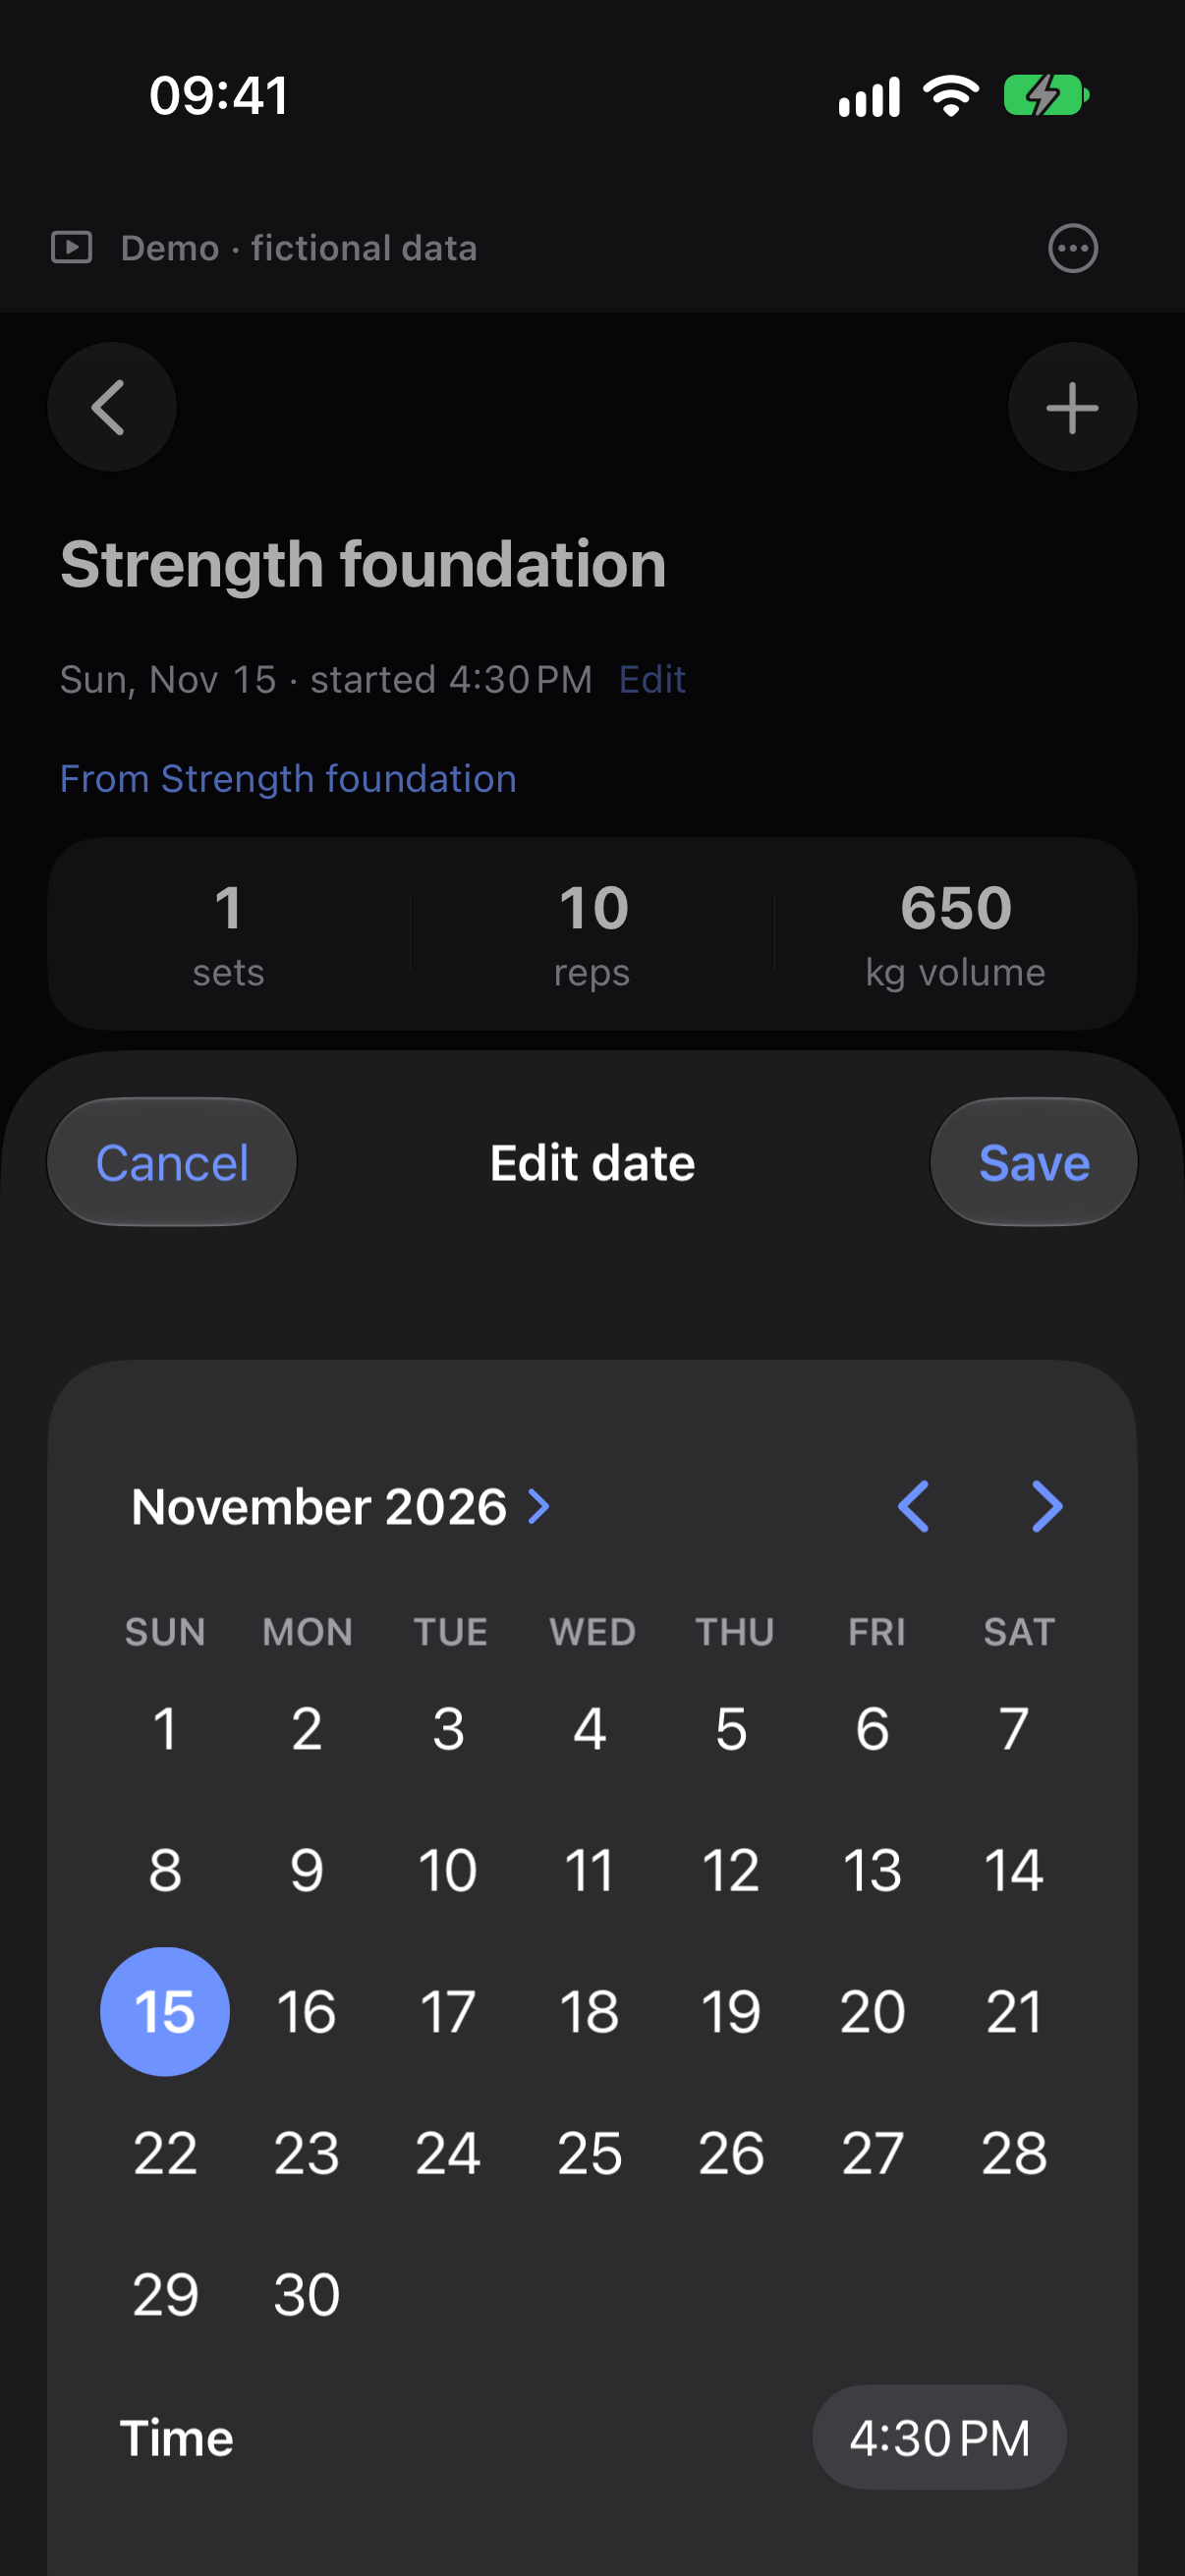 09:41
Demo · fictional data
Strength foundation
Sun, Nov 15 · started 4:30 PM Edit
From Strength foundation
1 10 650
sets reps kg volume
Cancel Edit date Save
November 2026
SUN MON TUE WED THU FRI SAT
1 2 3 4 5 6 7
8 9 10 11 12 13 14
15 16 17 18 19 20 21
22 23 24 25 26 27 28
29 30
Time 4:30 PM